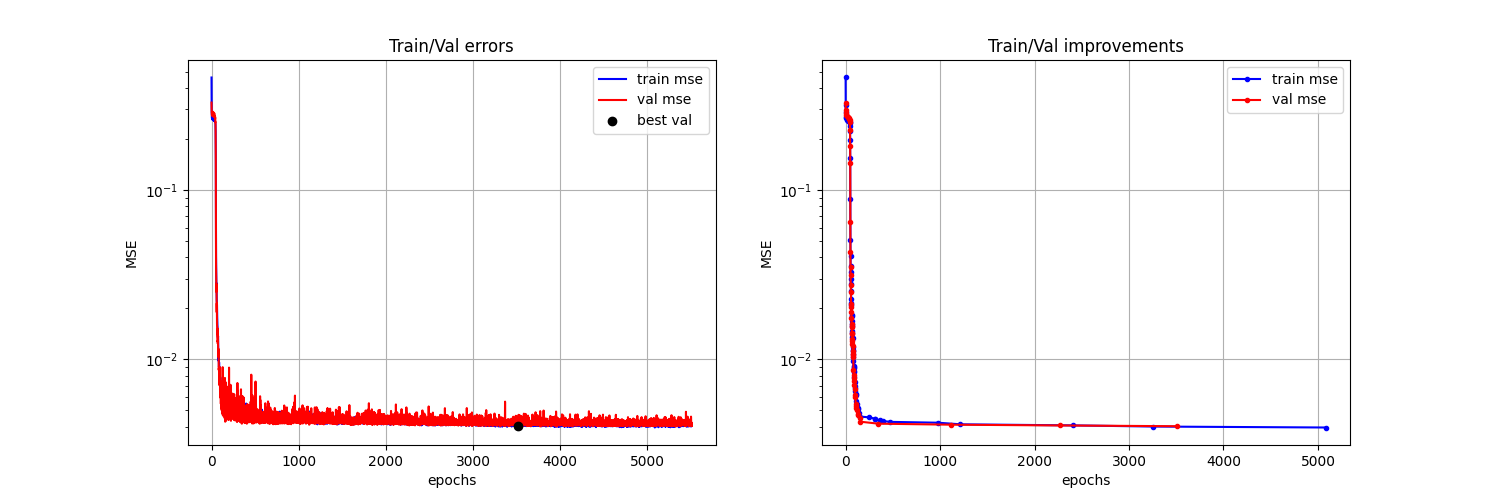 Train/Val errors
train mse
val mse
best val
MSE
10⁻¹
10⁻²
0 1000 2000 3000 4000 5000
epochs
Train/Val improvements
train mse
val mse
MSE
10⁻¹
10⁻²
0 1000 2000 3000 4000 5000
epochs